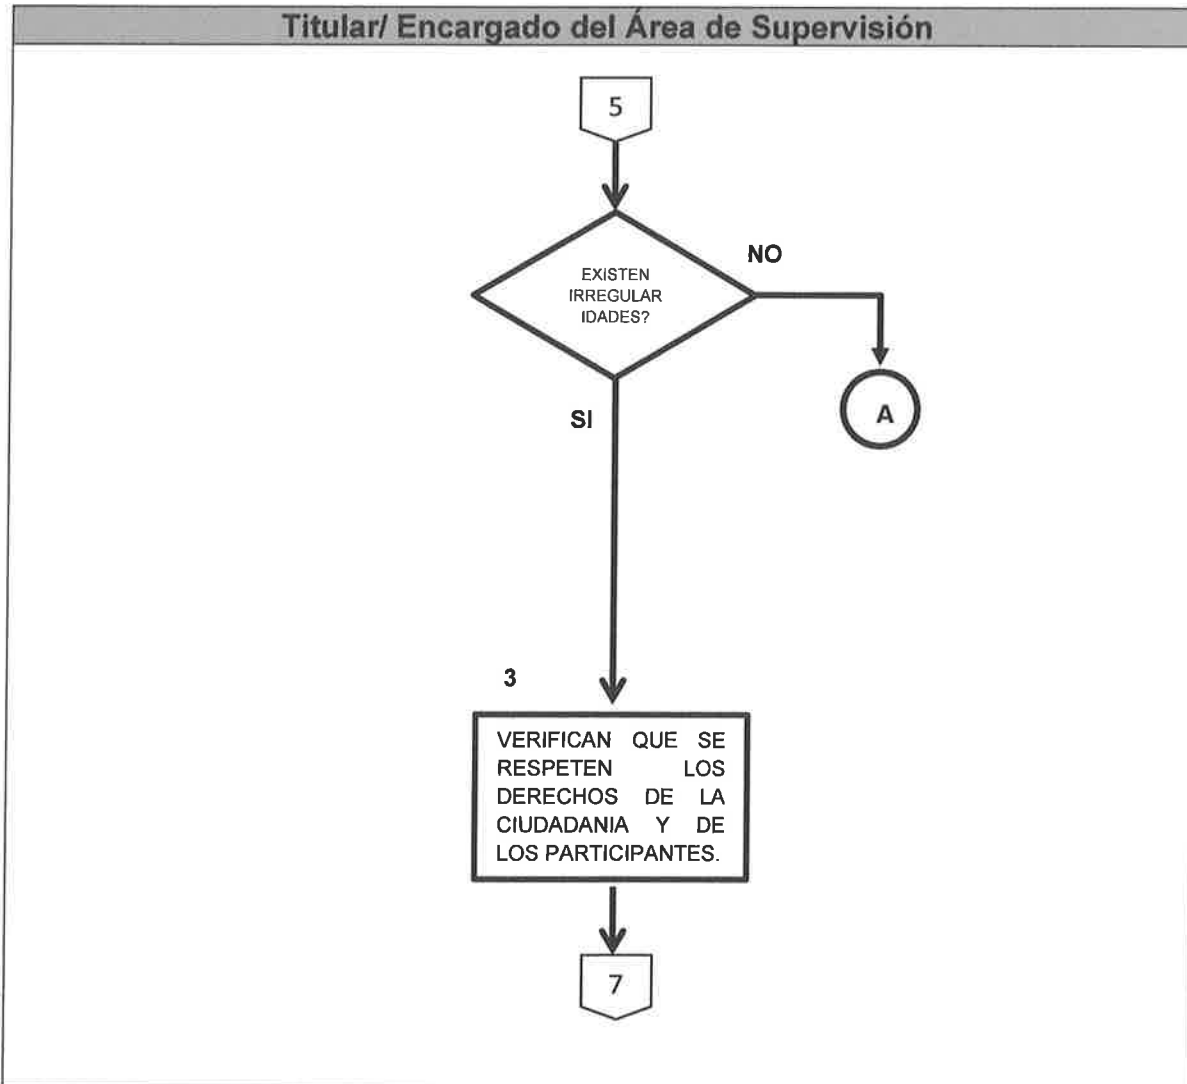 Titular/ Encargado del Área de Supervisión
5
EXISTEN
IRREGULAR
IDADES?
NO
A
SI
3
VERIFICAN QUE SE
RESPETEN LOS
DERECHOS DE LA
CIUDADANIA Y DE
LOS PARTICIPANTES.
7